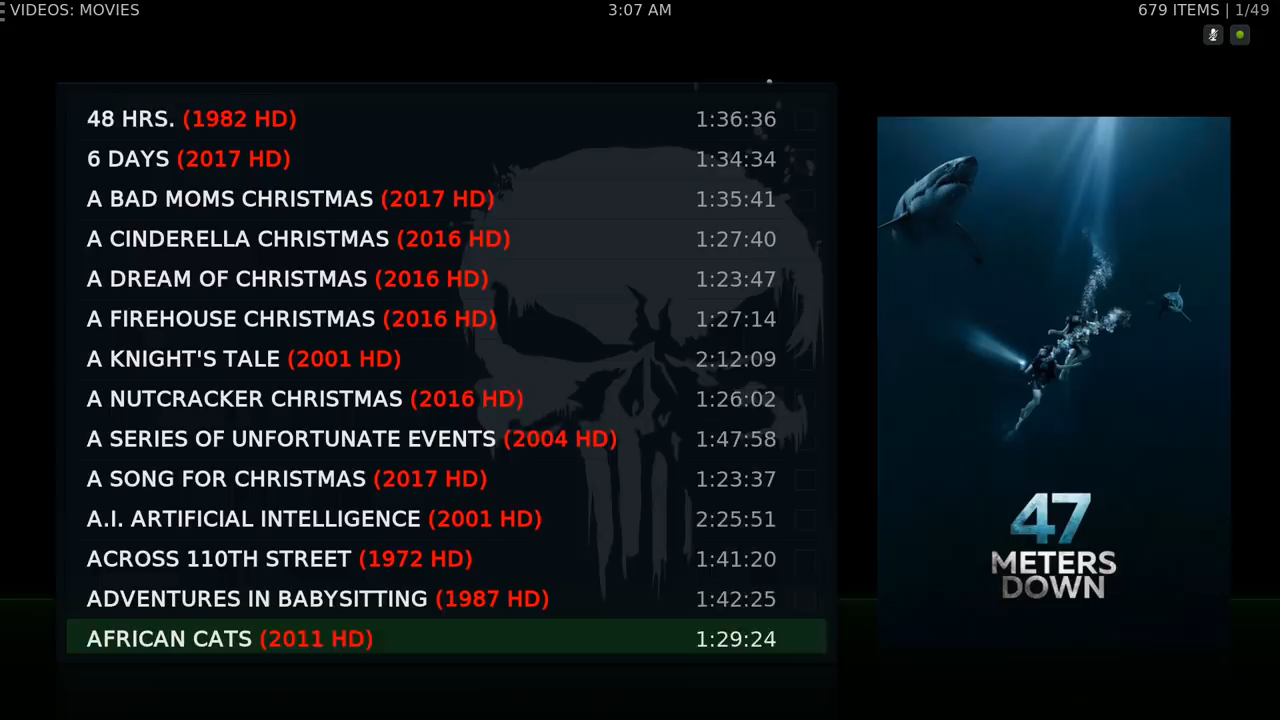 VIDEOS: MOVIES
3:07 AM
679 ITEMS | 1/49
48 HRS. (1982 HD) 1:36:36
6 DAYS (2017 HD) 1:34:34
A BAD MOMS CHRISTMAS (2017 HD) 1:35:41
A CINDERELLA CHRISTMAS (2016 HD) 1:27:40
A DREAM OF CHRISTMAS (2016 HD) 1:23:47
A FIREHOUSE CHRISTMAS (2016 HD) 1:27:14
A KNIGHT'S TALE (2001 HD) 2:12:09
A NUTCRACKER CHRISTMAS (2016 HD) 1:26:02
A SERIES OF UNFORTUNATE EVENTS (2004 HD) 1:47:58
A SONG FOR CHRISTMAS (2017 HD) 1:23:37
A.I. ARTIFICIAL INTELLIGENCE (2001 HD) 2:25:51
ACROSS 110TH STREET (1972 HD) 1:41:20
ADVENTURES IN BABYSITTING (1987 HD) 1:42:25
AFRICAN CATS (2011 HD) 1:29:24
47
METERS
DOWN